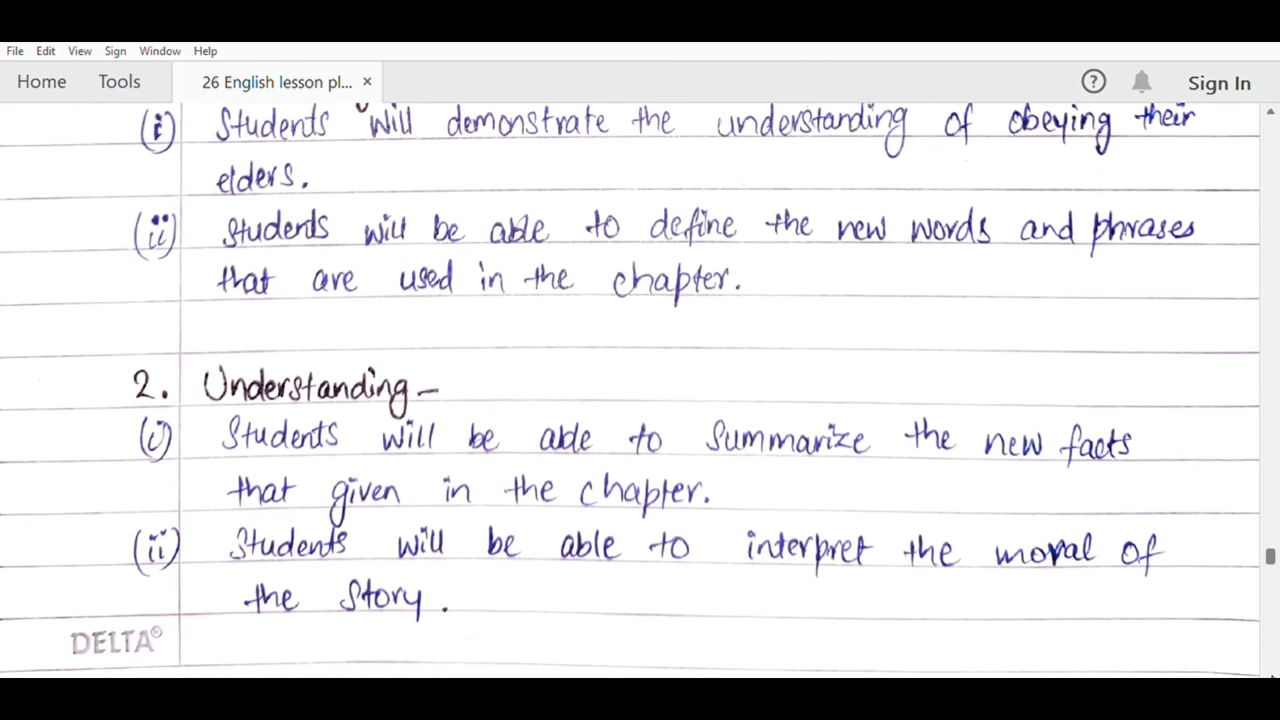 File Edit View Sign Window Help
Home Tools 26 English lesson pl... × ? Sign In
(i) Students will demonstrate the understanding of obeying their
elders.
(ii) Students will be able to define the new words and phrases
that are used in the chapter.
2. Understanding –
(i) Students will be able to summarize the new facts
that given in the chapter.
(ii) Students will be able to interpret the moral of
the story.
DELTA®